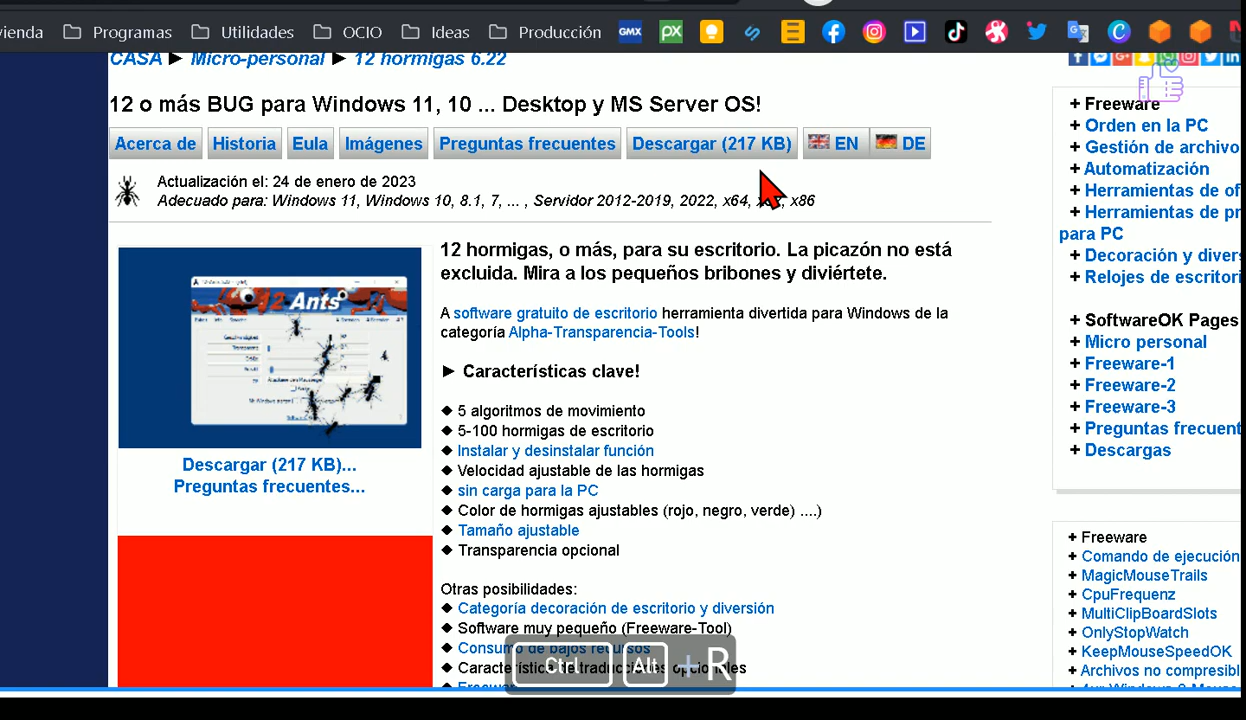 vienda Programas Utilidades OCIO Ideas Producción GMX
CASA ► Micro-personal ► 12 hormigas 6.22
12 o más BUG para Windows 11, 10 ... Desktop y MS Server OS!
Acerca de Historia Eula Imágenes Preguntas frecuentes Descargar (217 KB) EN DE
Actualización el: 24 de enero de 2023
Adecuado para: Windows 11, Windows 10, 8.1, 7, ... , Servidor 2012-2019, 2022, x64, x86
12 hormigas, o más, para su escritorio. La picazón no está
excluida. Mira a los pequeños bribones y diviértete.
A software gratuito de escritorio herramienta divertida para Windows de la
categoría Alpha-Transparencia-Tools!
► Características clave!
◆ 5 algoritmos de movimiento
◆ 5-100 hormigas de escritorio
◆ Instalar y desinstalar función
◆ Velocidad ajustable de las hormigas
◆ sin carga para la PC
◆ Color de hormigas ajustables (rojo, negro, verde) ....)
◆ Tamaño ajustable
◆ Transparencia opcional
Otras posibilidades:
◆ Categoría decoración de escritorio y diversión
◆ Software muy pequeño (Freeware-Tool)
◆ Consumo de bajos recursos
12 Ants
Descargar (217 KB)...
Preguntas frecuentes...
Ctrl Alt + R
+ Freeware
+ Orden en la PC
+ Gestión de archivo
+ Automatización
+ Herramientas de of
+ Herramientas de pr
para PC
+ Decoración y divers
+ Relojes de escritori
+ SoftwareOK Pages
+ Micro personal
+ Freeware-1
+ Freeware-2
+ Freeware-3
+ Preguntas frecuent
+ Descargas
+ Freeware
+ Comando de ejecución
+ MagicMouseTrails
+ CpuFrequenz
+ MultiClipBoardSlots
+ OnlyStopWatch
+ KeepMouseSpeedOK
+ Archivos no compresibl